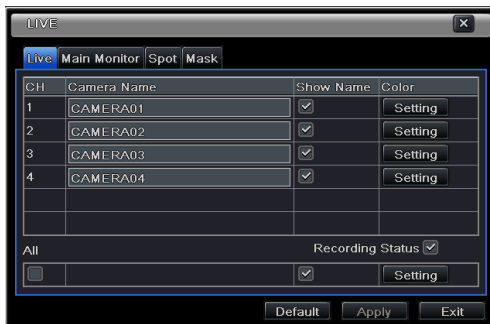 LIVE
Live Main Monitor Spot Mask
CH Camera Name Show Name Color
1 CAMERA01 Setting
2 CAMERA02 Setting
3 CAMERA03 Setting
4 CAMERA04 Setting
All Recording Status
Setting
Default Apply Exit